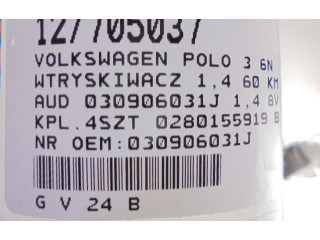 127705037
VOLKSWAGEN POLO 3 6N
WTRYSKIWACZ 1,4 60 KM
AUD 030906031J 1,4 8V
KPL.4SZT 0280155919 B
NR OEM:030906031J
G V 24 B